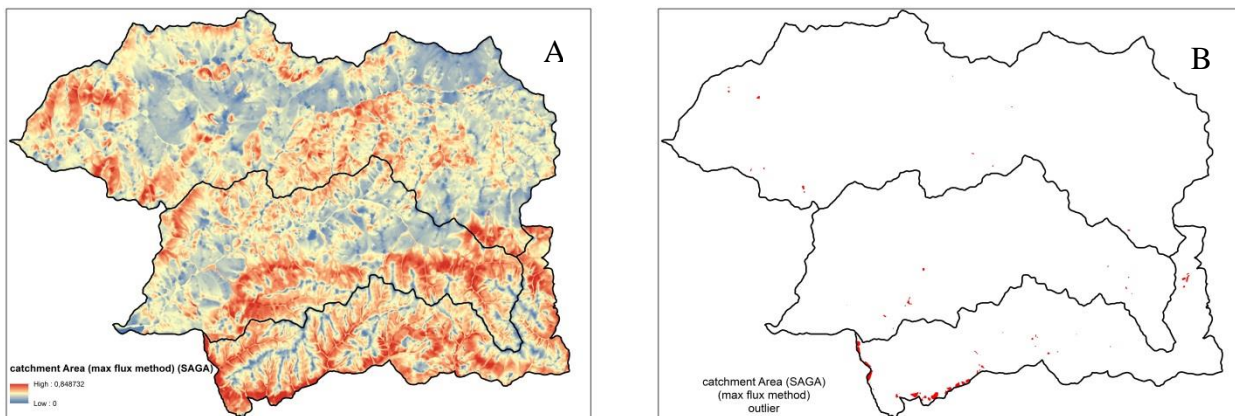 A
catchment Area (max flux method) (SAGA)
High : 0,848732
Low : 0
B
catchment Area (SAGA)
(max flux method)
outlier